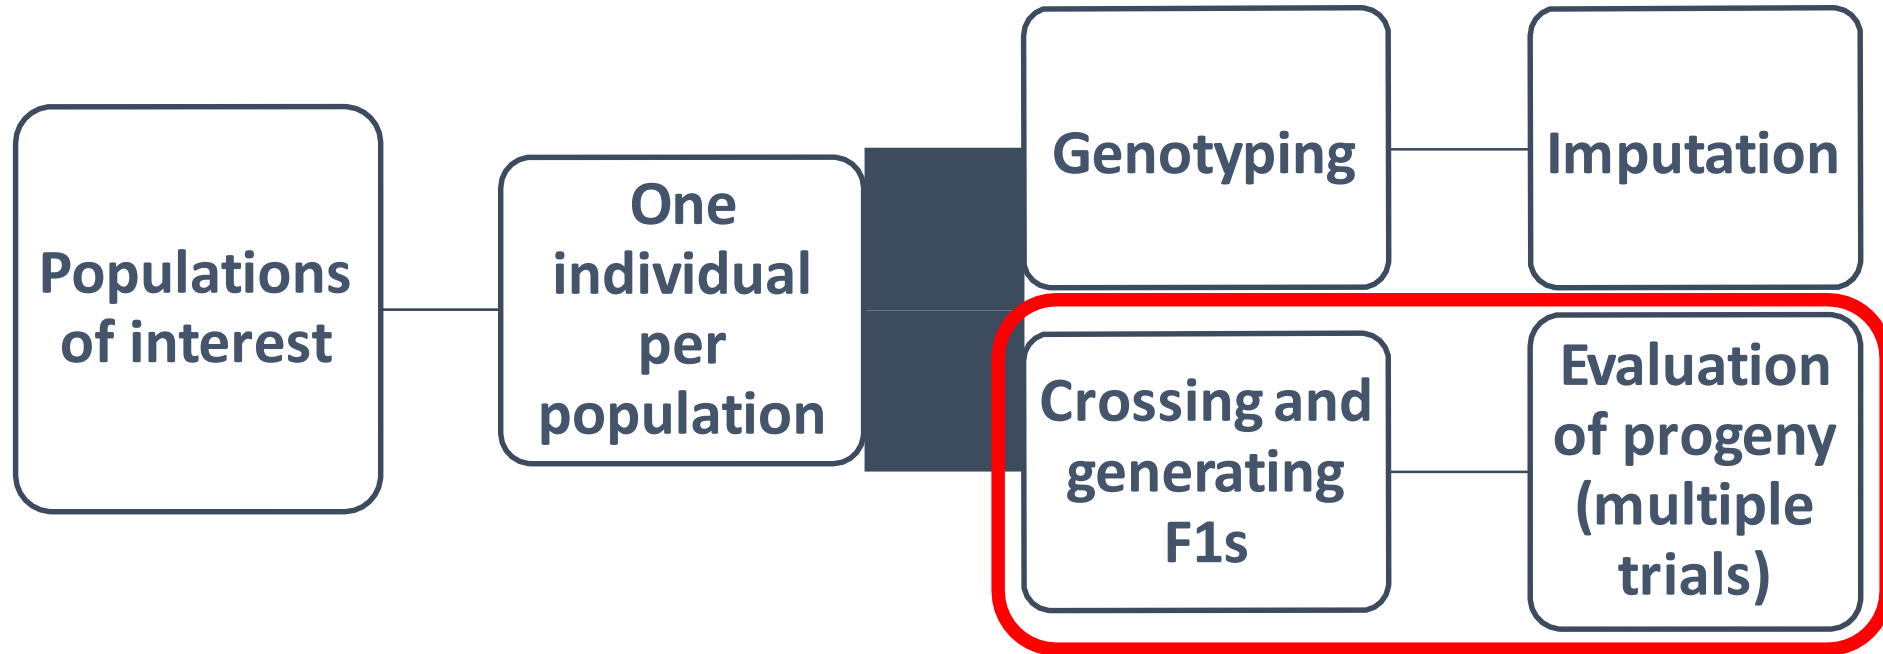 Populations
of interest
One
individual
per
population
Genotyping
Imputation
Crossing and
generating
F1s
Evaluation
of progeny
(multiple
trials)